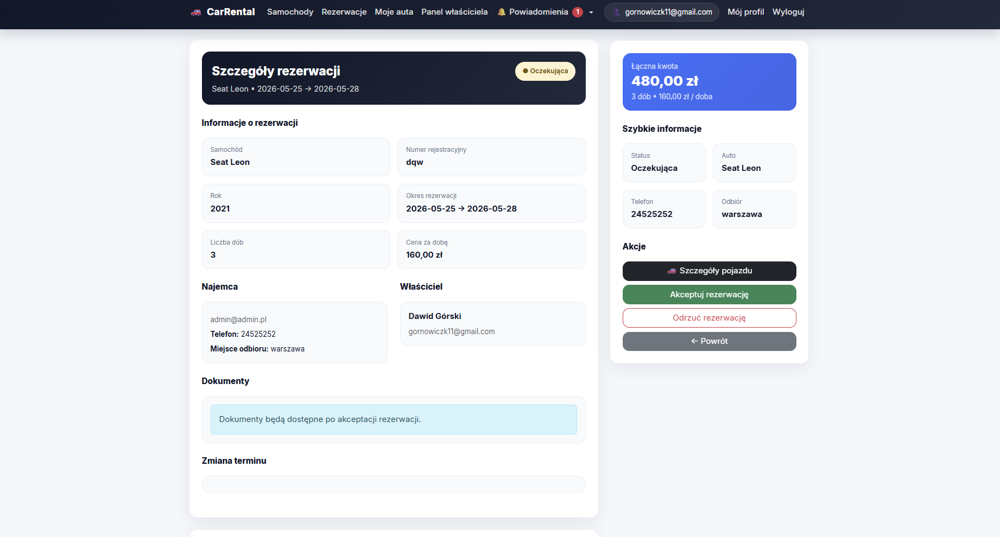 CarRental Samochody Rezerwacje Moje auta Panel właściciela Powiadomienia 1 gornowiczk11@gmail.com Mój profil Wyloguj
Szczegóły rezerwacji
Oczekująca
Seat Leon • 2026-05-25 → 2026-05-28
Informacje o rezerwacji
Samochód
Seat Leon
Numer rejestracyjny
dqw
Rok
2021
Okres rezerwacji
2026-05-25 → 2026-05-28
Liczba dób
3
Cena za dobę
160,00 zł
Najemca
admin@admin.pl
Telefon: 24525252
Miejsce odbioru: warszawa
Właściciel
Dawid Górski
gornowiczk11@gmail.com
Dokumenty
Dokumenty będą dostępne po akceptacji rezerwacji.
Zmiana terminu
Łączna kwota
480,00 zł
3 dób • 160,00 zł / doba
Szybkie informacje
Status
Oczekująca
Auto
Seat Leon
Telefon
24525252
Odbiór
warszawa
Akcje
Szczegóły pojazdu
Akceptuj rezerwację
Odrzuć rezerwację
← Powrót